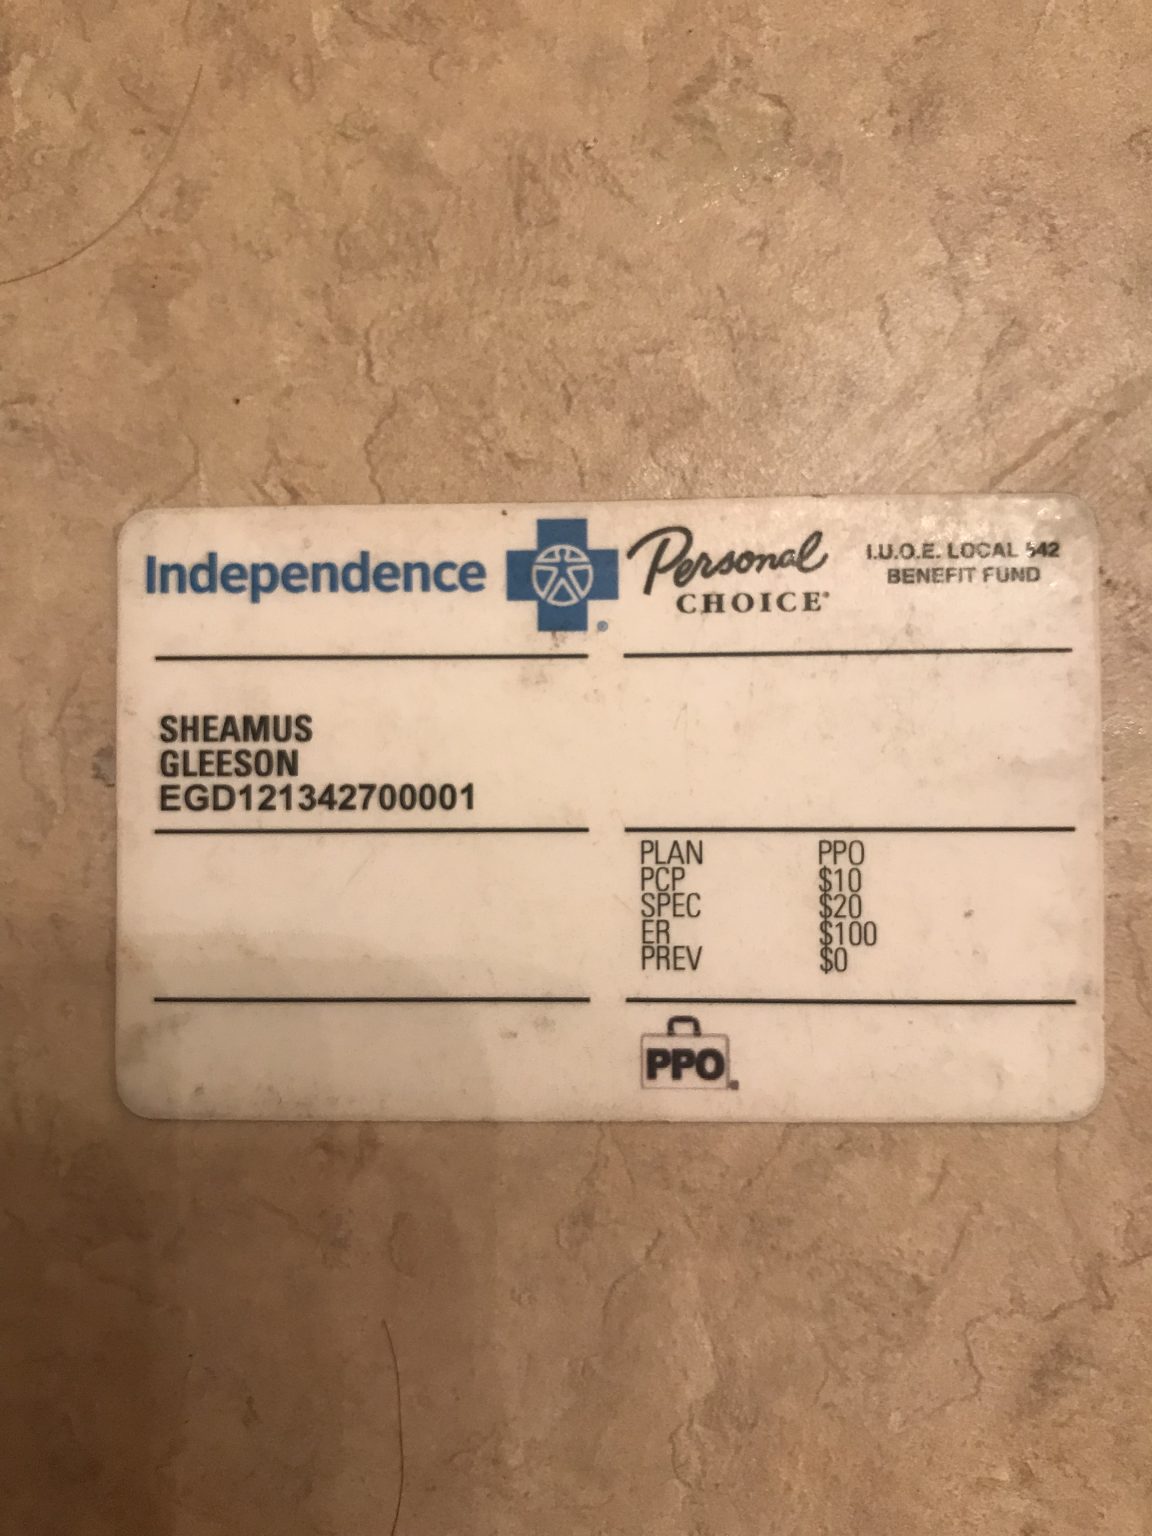 Independence
Personal
CHOICE®
I.U.O.E. LOCAL 542
BENEFIT FUND
SHEAMUS
GLEESON
EGD121342700001
PLAN PPO
PCP $10
SPEC $20
ER $100
PREV $0
PPO